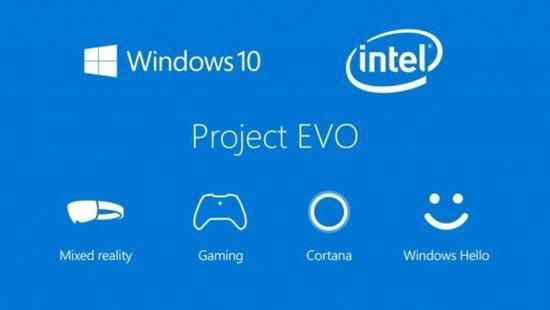 Windows 10
intel
Project EVO
Mixed reality
Gaming
Cortana
Windows Hello